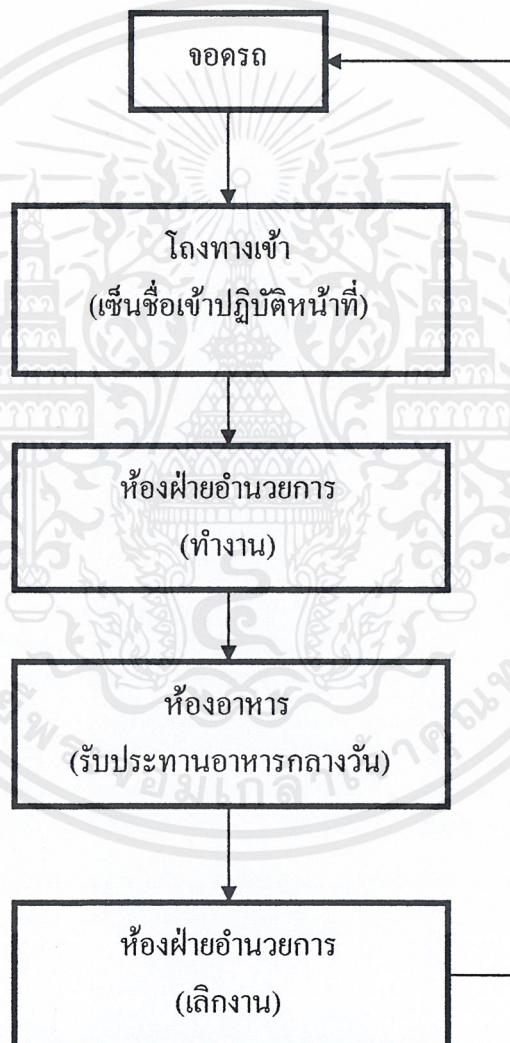 จอดรถ
โถงทางเข้า
(เซ็นชื่อเข้าปฏิบัติหน้าที่)
ห้องฝ่ายอำนวยการ
(ทำงาน)
ห้องอาหาร
(รับประทานอาหารกลางวัน)
ห้องฝ่ายอำนวยการ
(เลิกงาน)